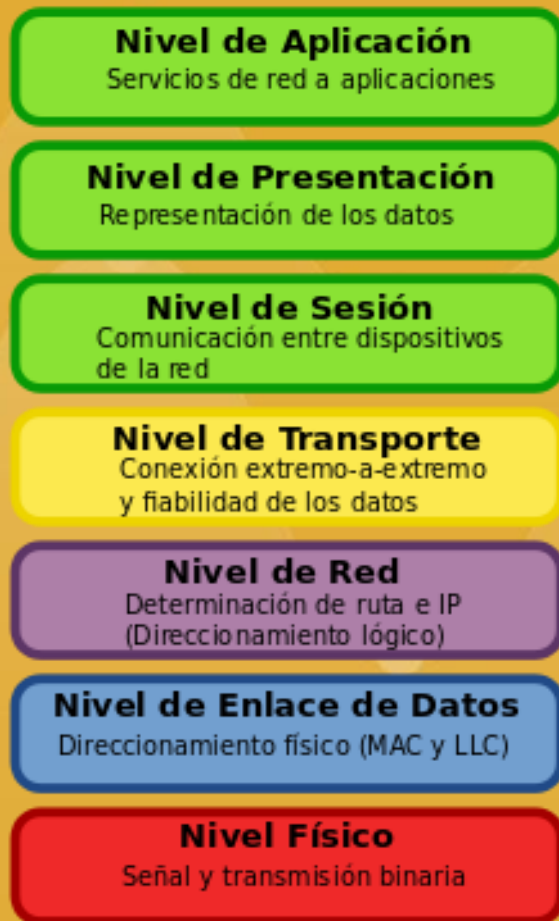 Nivel de Aplicación
Servicios de red a aplicaciones
Nivel de Presentación
Representación de los datos
Nivel de Sesión
Comunicación entre dispositivos
de la red
Nivel de Transporte
Conexión extremo-a-extremo
y fiabilidad de los datos
Nivel de Red
Determinación de ruta e IP
(Direccionamiento lógico)
Nivel de Enlace de Datos
Direccionamiento físico (MAC y LLC)
Nivel Físico
Señal y transmisión binaria